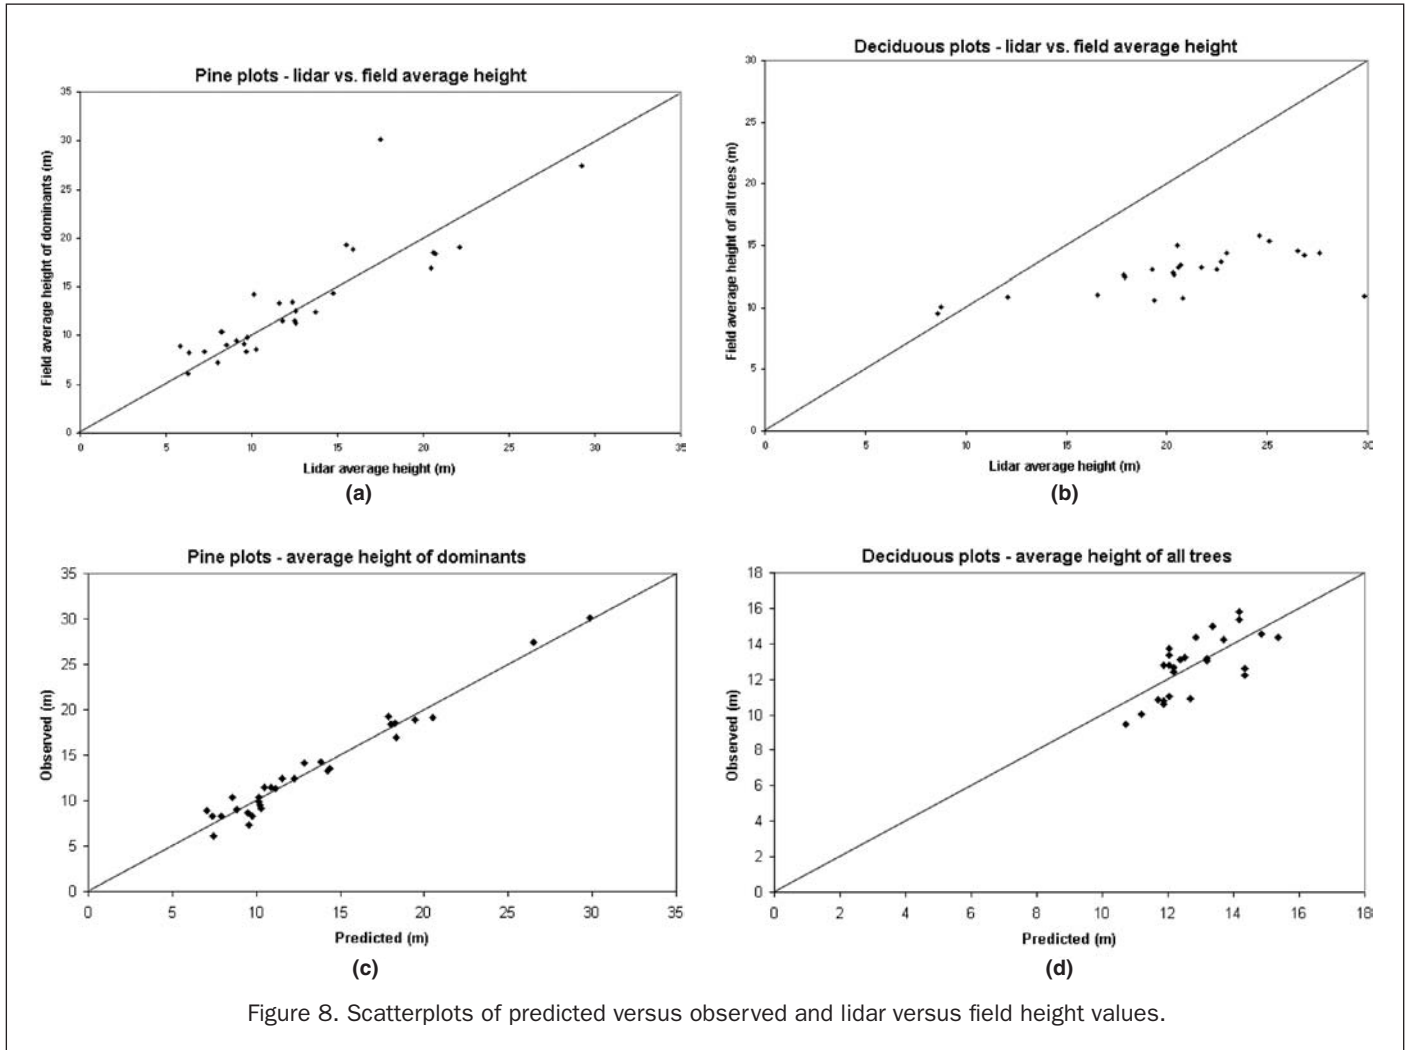 Pine plots - lidar vs. field average height
35
30
25
20
15
10
5
0
Field average height of dominants (m)
0 5 10 15 20 25 30 35
Lidar average height (m)
(a)
Deciduous plots - lidar vs. field average height
30
25
20
15
10
5
0
Field average height of all trees (m)
0 5 10 15 20 25 30
Lidar average height (m)
(b)
Pine plots - average height of dominants
35
30
25
20
15
10
5
0
Observed (m)
0 5 10 15 20 25 30 35
Predicted (m)
(c)
Deciduous plots - average height of all trees
18
16
14
12
10
8
6
4
2
0
Observed (m)
0 2 4 6 8 10 12 14 16 18
Predicted (m)
(d)
Figure 8. Scatterplots of predicted versus observed and lidar versus field height values.